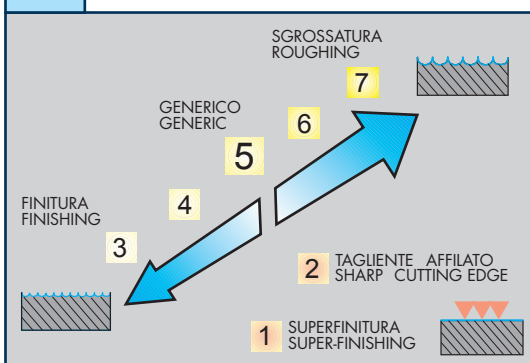 SGROSSATURA
ROUGHING
7
GENERICO
GENERIC
6
5
4
FINITURA
FINISHING
3
2 TAGLIENTE AFFILATO
SHARP CUTTING EDGE
1 SUPERFINITURA
SUPER-FINISHING